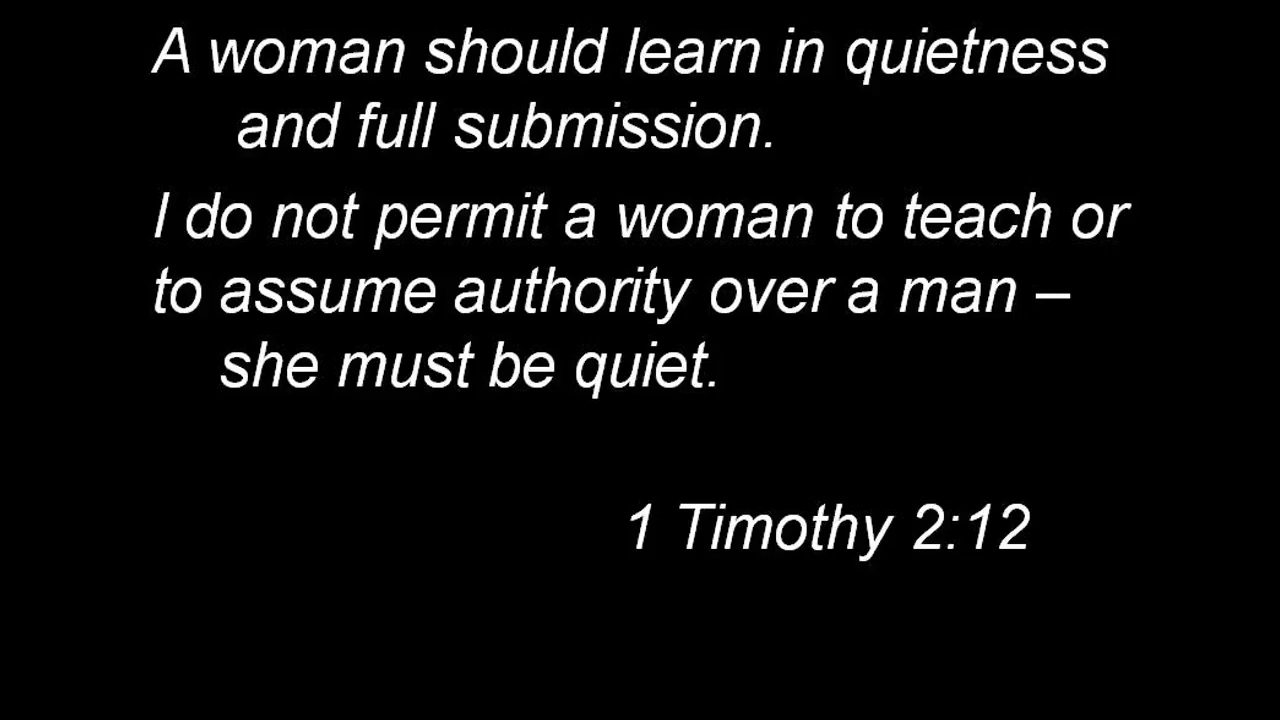 A woman should learn in quietness
and full submission.
I do not permit a woman to teach or
to assume authority over a man –
she must be quiet.
1 Timothy 2:12